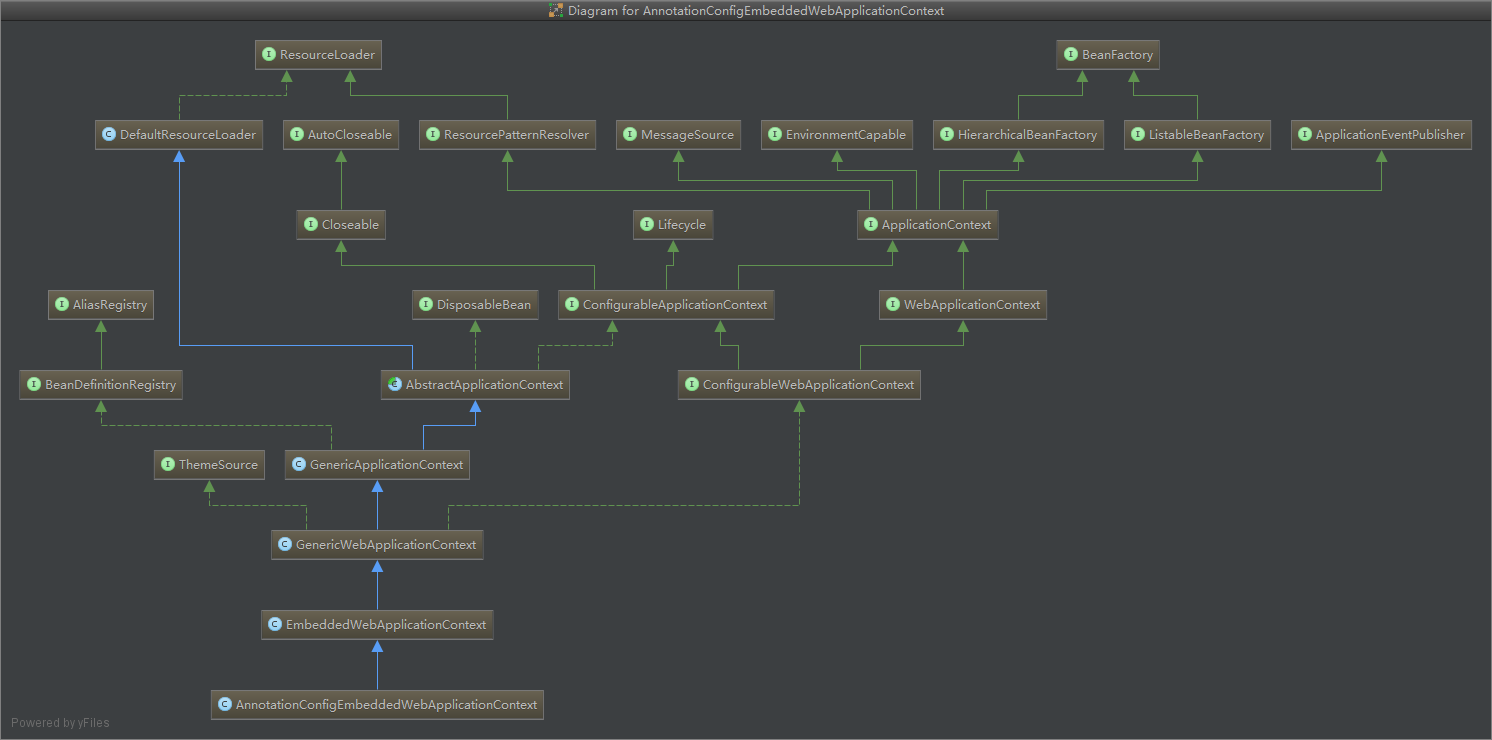 Diagram for AnnotationConfigEmbeddedWebApplicationContext
I ResourceLoader
I BeanFactory
C DefaultResourceLoader
I AutoCloseable
I ResourcePatternResolver
I MessageSource
I EnvironmentCapable
I HierarchicalBeanFactory
I ListableBeanFactory
I ApplicationEventPublisher
I Closeable
I Lifecycle
I ApplicationContext
I AliasRegistry
I DisposableBean
I ConfigurableApplicationContext
I WebApplicationContext
I BeanDefinitionRegistry
C AbstractApplicationContext
I ConfigurableWebApplicationContext
I ThemeSource
C GenericApplicationContext
C GenericWebApplicationContext
C EmbeddedWebApplicationContext
C AnnotationConfigEmbeddedWebApplicationContext
Powered by yFiles